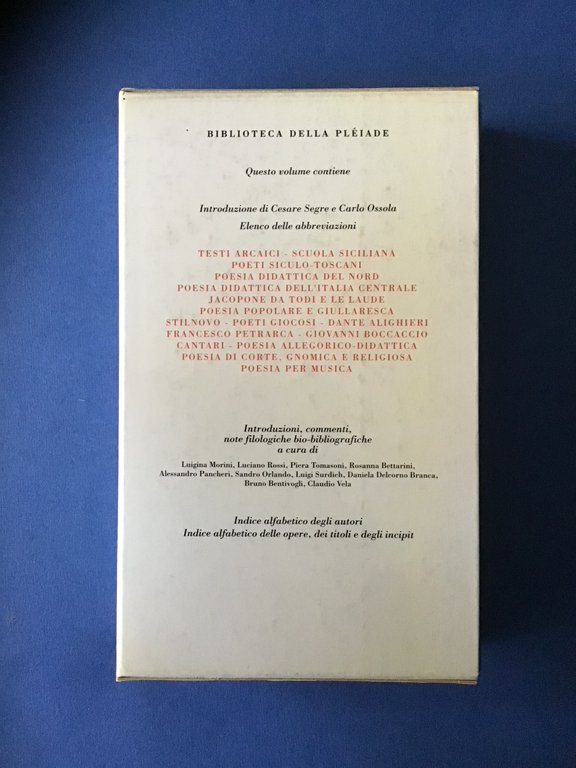 BIBLIOTECA DELLA PLÉIADE
Questo volume contiene
Introduzione di Cesare Segre e Carlo Ossola
Elenco delle abbreviazioni
TESTI ARCAICI - SCUOLA SICILIANA
POETI SICULO-TOSCANI
POESIA DIDATTICA DEL NORD
POESIA DIDATTICA DELL'ITALIA CENTRALE
JACOPONE DA TODI E LE LAUDE
POESIA POPOLARE E GIULLARESCA
STILNOVO - POETI GIOCOSI - DANTE ALIGHIERI
FRANCESCO PETRARCA - GIOVANNI BOCCACCIO
CANTARI - POESIA ALLEGORICO-DIDATTICA
POESIA DI CORTE, GNOMICA E RELIGIOSA
POESIA PER MUSICA
Introduzioni, commenti,
note filologiche bio-bibliografiche
a cura di
Luigina Morini, Luciano Rossi, Piera Tomasoni, Rosanna Bettarini,
Alessandro Pancheri, Sandro Orlando, Luigi Surdich, Daniela Delcorno Branca,
Bruno Bentivogli, Claudio Vela
Indice alfabetico degli autori
Indice alfabetico delle opere, dei titoli e degli incipit